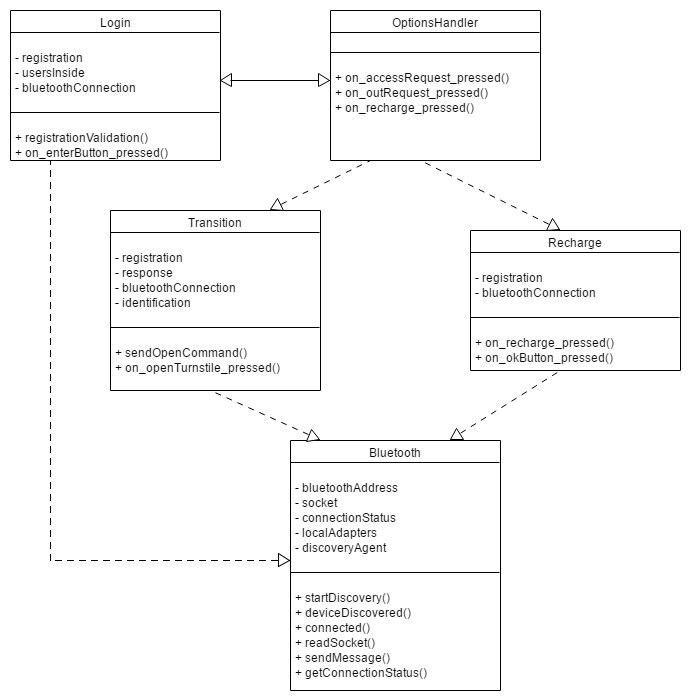 Login
- registration
- usersInside
- bluetoothConnection
+ registrationValidation()
+ on_enterButton_pressed()
OptionsHandler
+ on_accessRequest_pressed()
+ on_outRequest_pressed()
+ on_recharge_pressed()
Transition
- registration
- response
- bluetoothConnection
- identification
+ sendOpenCommand()
+ on_openTurnstile_pressed()
Recharge
- registration
- bluetoothConnection
+ on_recharge_pressed()
+ on_okButton_pressed()
Bluetooth
- bluetoothAddress
- socket
- connectionStatus
- localAdapters
- discoveryAgent
+ startDiscovery()
+ deviceDiscovered()
+ connected()
+ readSocket()
+ sendMessage()
+ getConnectionStatus()